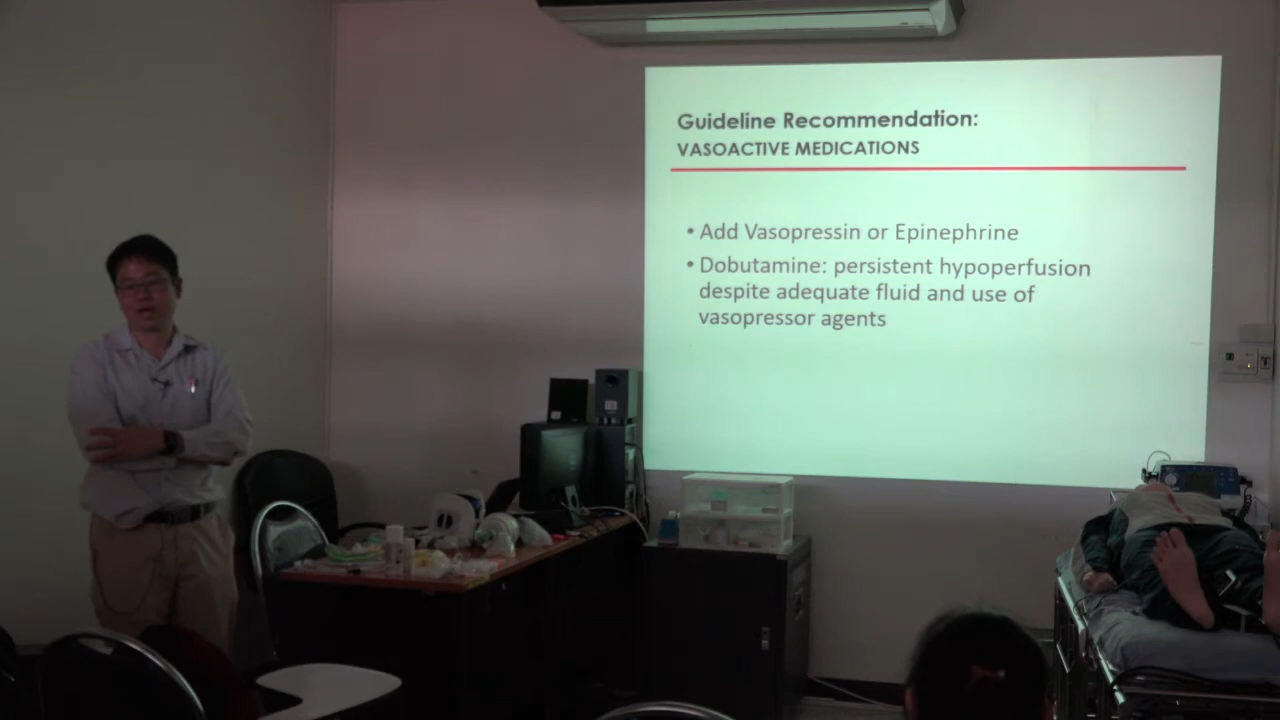 Guideline Recommendation:
VASOACTIVE MEDICATIONS
• Add Vasopressin or Epinephrine
• Dobutamine: persistent hypoperfusion
despite adequate fluid and use of
vasopressor agents